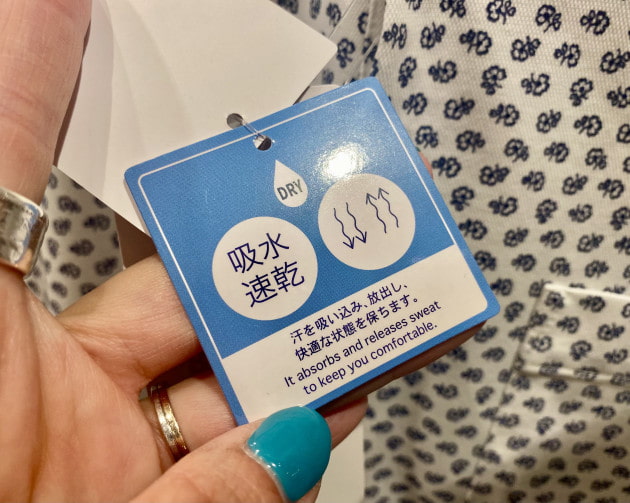 DRY
吸水
速乾
汗を吸い込み、放出し、
快適な状態を保ちます。
It absorbs and releases sweat
to keep you comfortable.